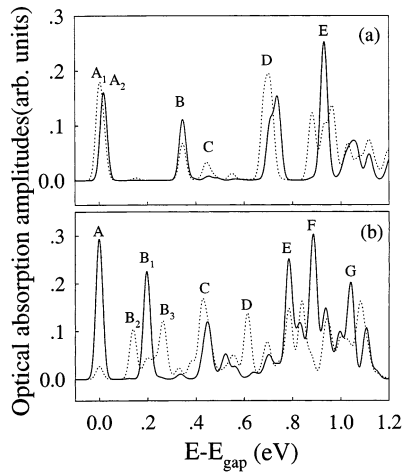 Optical absorption amplitudes(arb. units)
(a)
.3
.2
.1
0.0
A₁ A₂
B
C
D
E
(b)
.3
.2
.1
0.0
A
B₁
B₂
B₃
C
D
E
F
G
0.0 .2 .4 .6 .8 1.0 1.2
E-E_gap (eV)